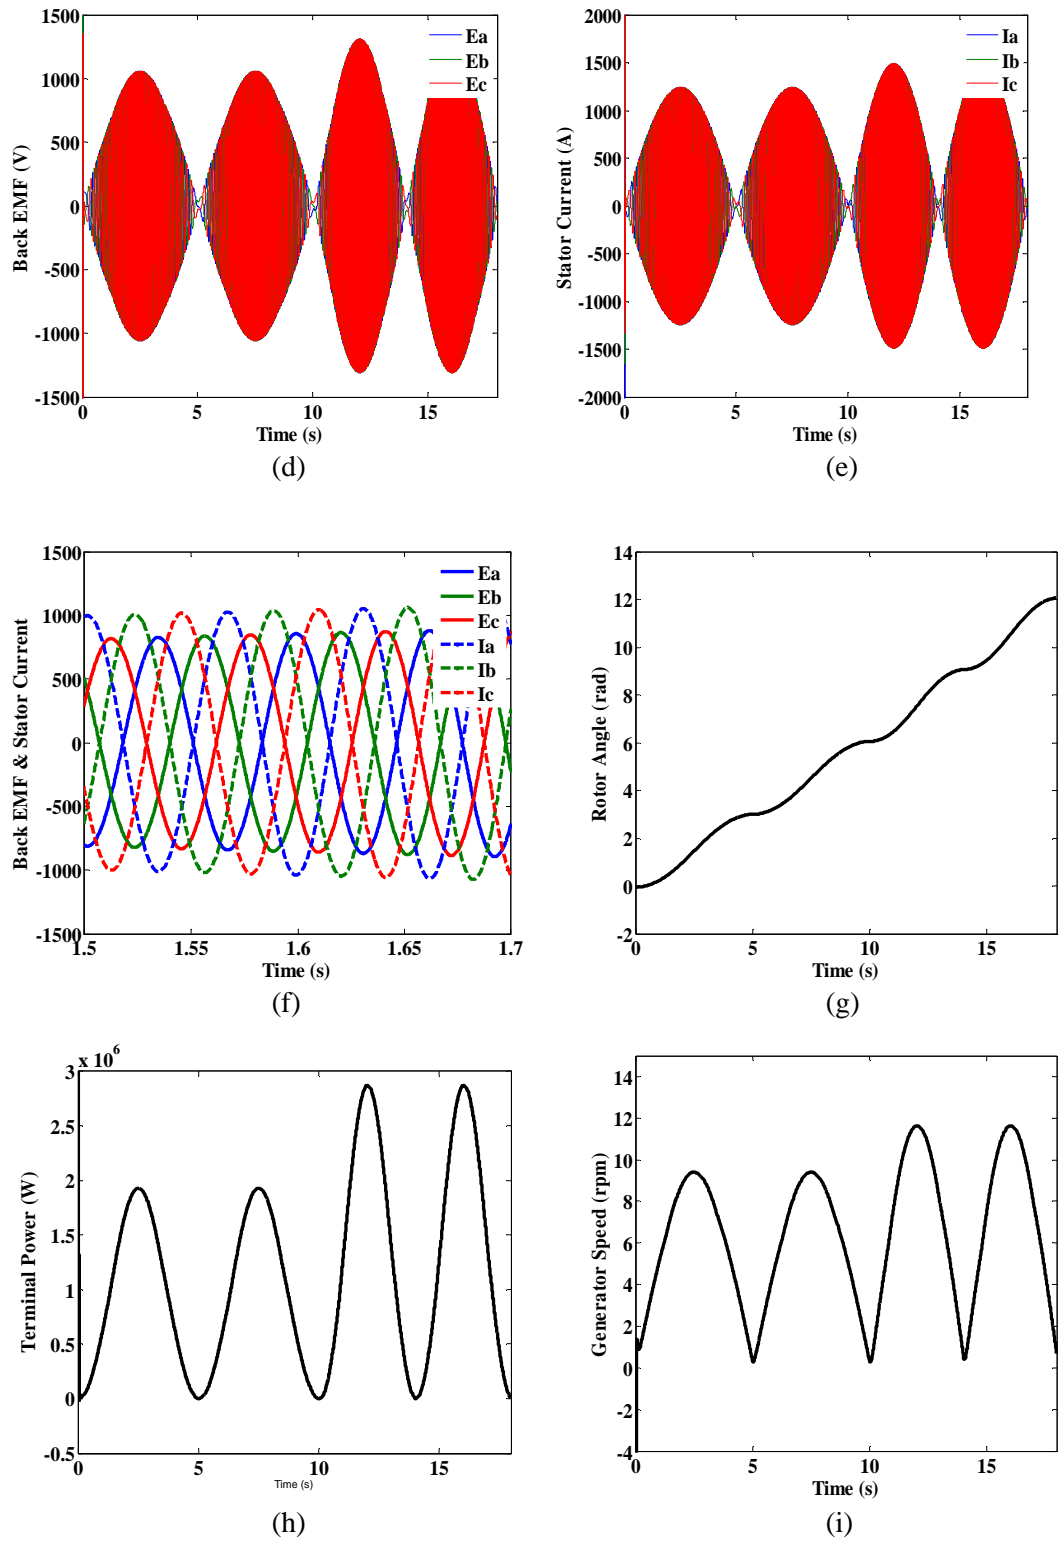 1500
1000
500
0
-500
-1000
-1500
Back EMF (V)
Ea
Eb
Ec
0
5
10
15
Time (s)
(d)
2000
1500
1000
500
0
-500
-1000
-1500
-2000
Stator Current (A)
Ia
Ib
Ic
0
5
10
15
Time (s)
(e)
1500
1000
500
0
-500
-1000
-1500
Back EMF & Stator Current
Ea
Eb
Ec
Ia
Ib
Ic
1.5
1.55
1.6
1.65
1.7
Time (s)
(f)
14
12
10
8
6
4
2
0
-2
Rotor Angle (rad)
0
5
10
15
Time (s)
(g)
x 10^6
3
2.5
2
1.5
1
0.5
0
-0.5
Terminal Power (W)
0
5
10
15
Time (s)
(h)
14
12
10
8
6
4
2
0
-2
-4
Generator Speed (rpm)
0
5
10
15
Time (s)
(i)